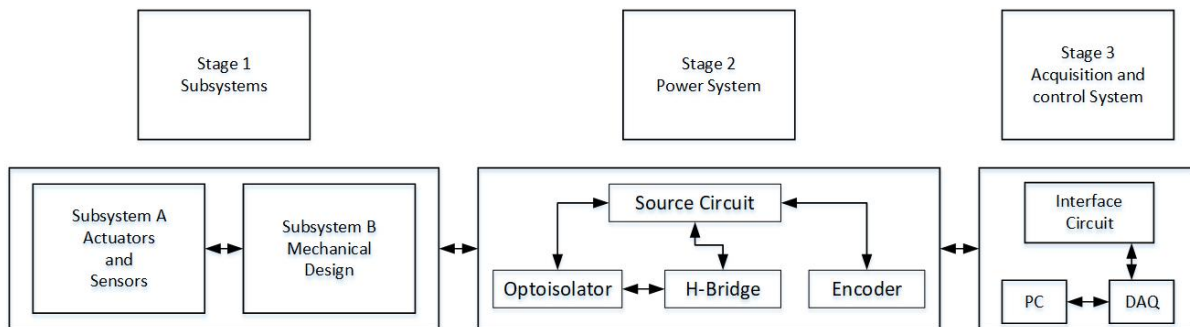 Stage 1
Subsystems
Stage 2
Power System
Stage 3
Acquisition and
control System
Subsystem A
Actuators
and
Sensors
Subsystem B
Mechanical
Design
Source Circuit
Optoisolator
H-Bridge
Encoder
Interface
Circuit
PC
DAQ